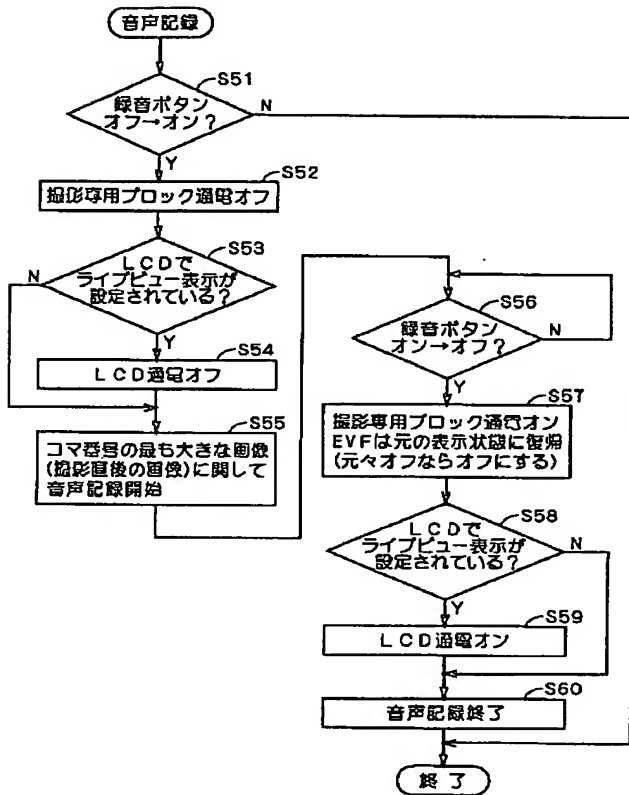 音声記録
S51
録音ボタン
オフ→オン?
N
Y
S52
撮影専用ブロック通電オフ
S53
LCDで
ライブビュー表示が
設定されている?
N
Y
S54
LCD通電オフ
S55
コマ番号の最も大きな画像
(撮影直後の画像)に関して
音声記録開始
S56
録音ボタン
オン→オフ?
N
Y
S57
撮影専用ブロック通電オン
EVFは元の表示状態に復帰
(元々オフならオフにする)
S58
LCDで
ライブビュー表示が
設定されている?
N
Y
S59
LCD通電オン
S60
音声記録終了
終了